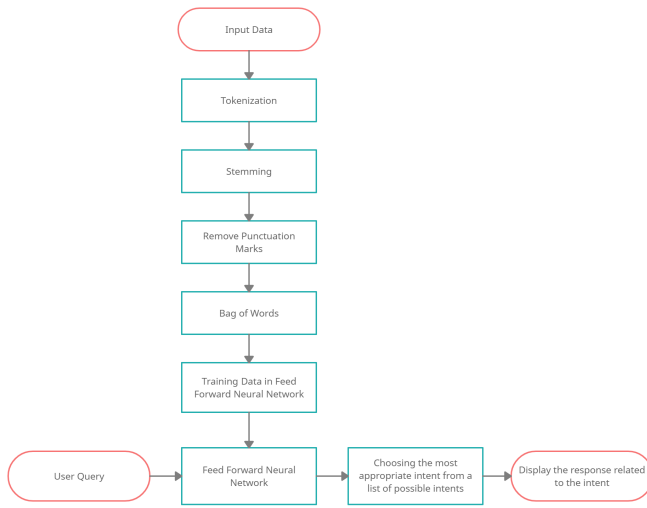 Input Data
Tokenization
Stemming
Remove Punctuation
Marks
Bag of Words
Training Data in Feed
Forward Neural Network
User Query
Feed Forward Neural
Network
Choosing the most
appropriate intent from a
list of possible intents
Display the response related
to the intent